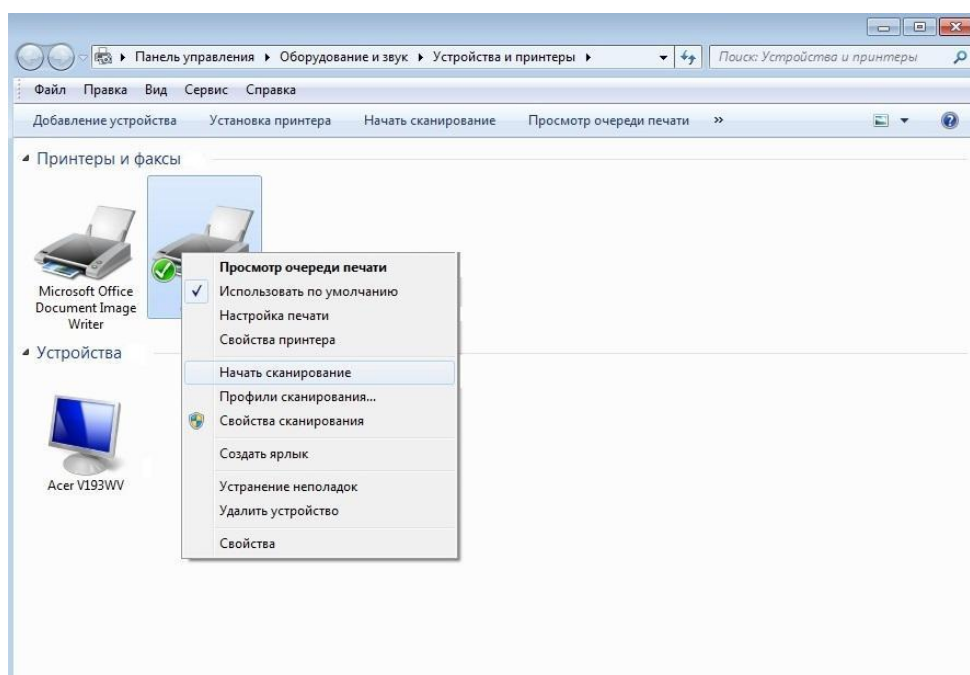 Панель управления ▸ Оборудование и звук ▸ Устройства и принтеры ▸
Поиск: Устройства и принтеры
Файл Правка Вид Сервис Справка
Добавление устройства Установка принтера Начать сканирование Просмотр очереди печати »
Принтеры и факсы
Microsoft Office
Document Image
Writer
Просмотр очереди печати
Использовать по умолчанию
Настройка печати
Свойства принтера
Начать сканирование
Профили сканирования...
Свойства сканирования
Создать ярлык
Устранение неполадок
Удалить устройство
Свойства
Устройства
Acer V193WV